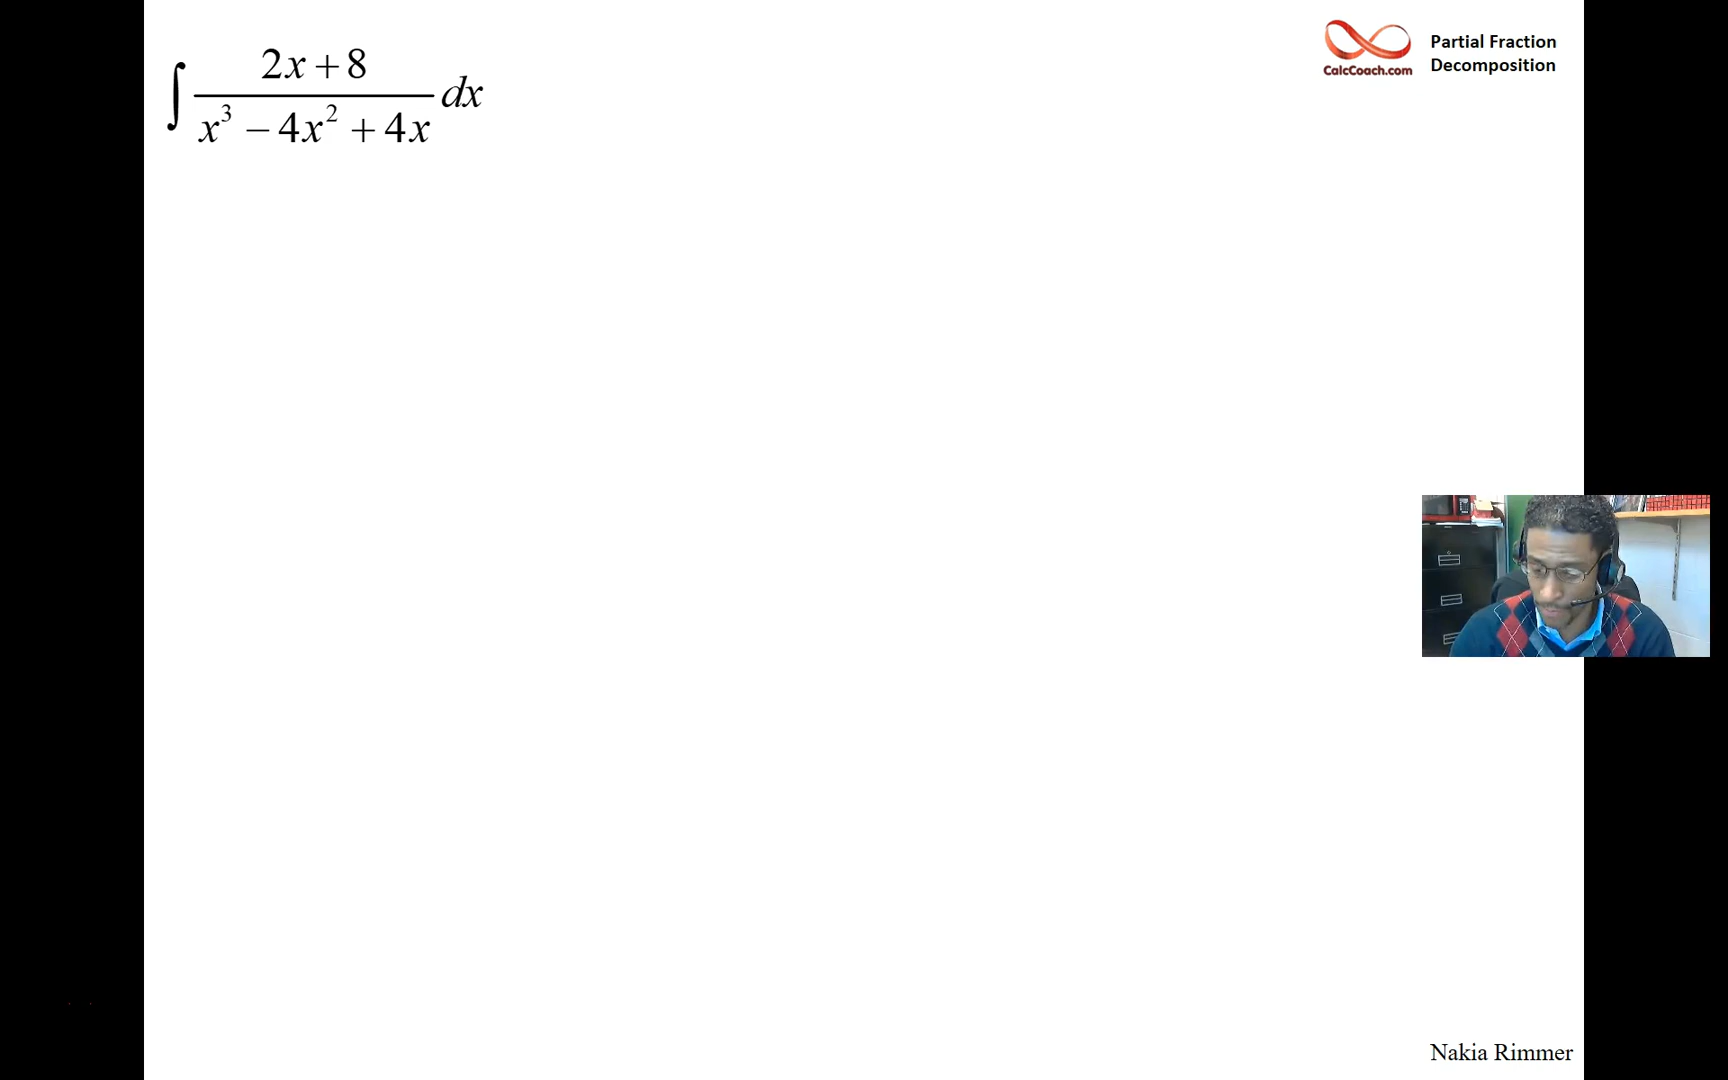 ∫ (2x + 8)/(x³ − 4x² + 4x) dx
CalcCoach.com
Partial Fraction
Decomposition
Nakia Rimmer